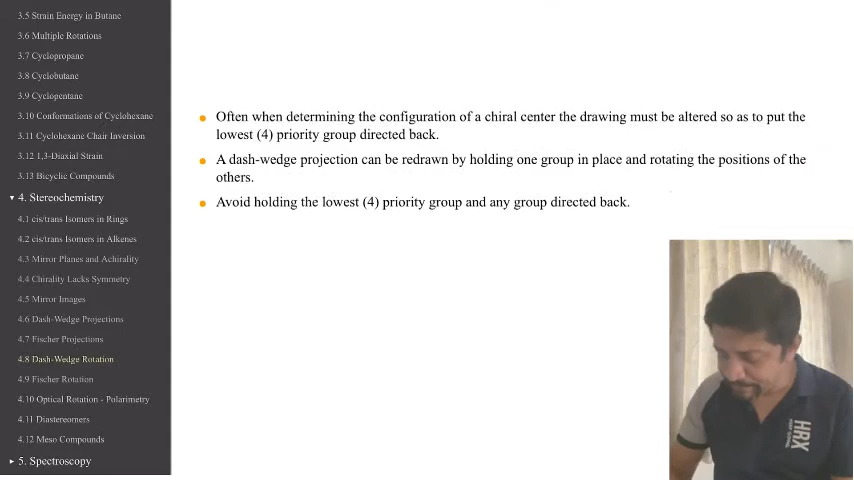 3.5 Strain Energy in Butane
3.6 Multiple Rotations
3.7 Cyclopropane
3.8 Cyclobutane
3.9 Cyclopentane
3.10 Conformations of Cyclohexane
3.11 Cyclohexane Chair Inversion
3.12 1,3-Diaxial Strain
3.13 Bicyclic Compounds
4. Stereochemistry
4.1 cis/trans Isomers in Rings
4.2 cis/trans Isomers in Alkenes
4.3 Mirror Planes and Achirality
4.4 Chirality Lacks Symmetry
4.5 Mirror Images
4.6 Dash-Wedge Projections
4.7 Fischer Projections
4.8 Dash-Wedge Rotation
4.9 Fischer Rotation
4.10 Optical Rotation - Polarimetry
4.11 Diastereomers
4.12 Meso Compounds
5. Spectroscopy
Often when determining the configuration of a chiral center the drawing must be altered so as to put the
lowest (4) priority group directed back.
A dash-wedge projection can be redrawn by holding one group in place and rotating the positions of the
others.
Avoid holding the lowest (4) priority group and any group directed back.
HRX